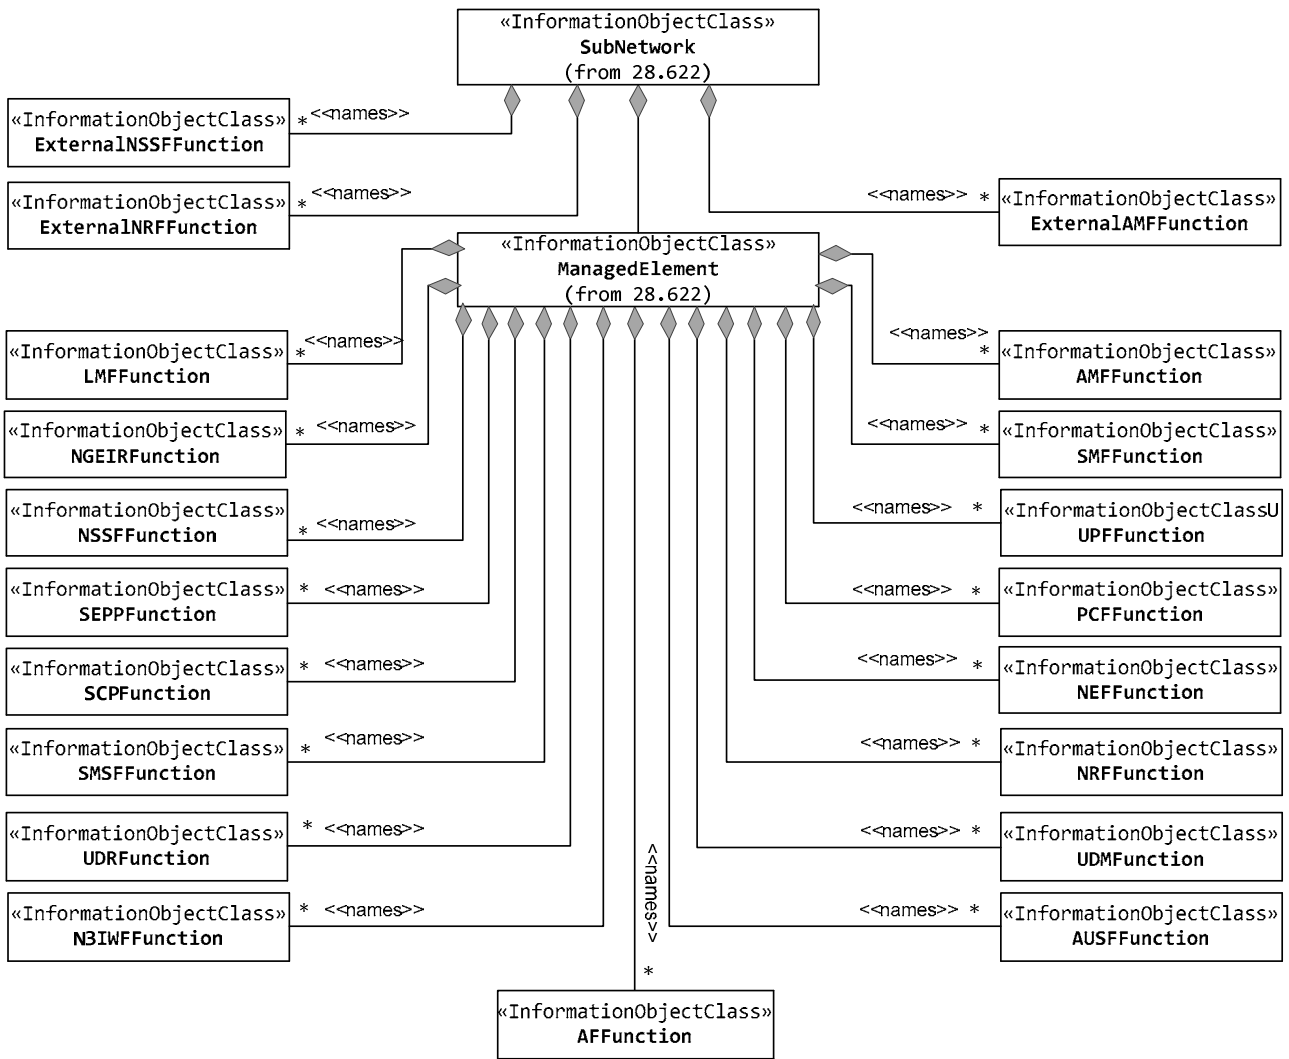 «InformationObjectClass»
SubNetwork
(from 28.622)
«InformationObjectClass»
ExternalNSSFFunction
* <<names>>
«InformationObjectClass»
ExternalNRFFunction
* <<names>>
<<names>> *
«InformationObjectClass»
ExternalAMFFunction
«InformationObjectClass»
ManagedElement
(from 28.622)
«InformationObjectClass»
LMFFunction
* <<names>>
<<names>>
*
«InformationObjectClass»
AMFFunction
«InformationObjectClass»
NGEIRFunction
* <<names>>
<<names>> *
«InformationObjectClass»
SMFFunction
«InformationObjectClass»
NSSFFunction
* <<names>>
<<names>> *
«InformationObjectClassU
UPFFunction
«InformationObjectClass»
SEPPFunction
* <<names>>
<<names>> *
«InformationObjectClass»
PCFFunction
«InformationObjectClass»
SCPFunction
* <<names>>
<<names>> *
«InformationObjectClass»
NEFFunction
«InformationObjectClass»
SMSFFunction
* <<names>>
<<names>> *
«InformationObjectClass»
NRFFunction
«InformationObjectClass»
UDRFunction
* <<names>>
<<names>> *
«InformationObjectClass»
UDMFunction
«InformationObjectClass»
N3IWFFunction
* <<names>>
<<names>> *
«InformationObjectClass»
AUSFFunction
<<names>>
*
«InformationObjectClass»
AFFunction